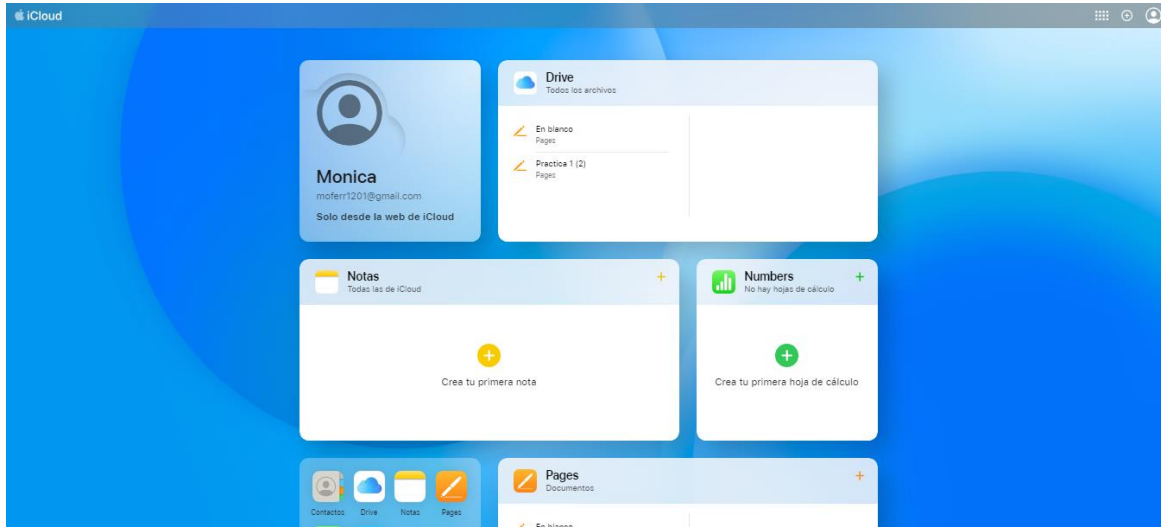 iCloud
Monica
moferr1201@gmail.com
Solo desde la web de iCloud
Drive
Todos los archivos
En blanco
Pages
Practica 1 (2)
Pages
Notas
Todas las de iCloud
+
Crea tu primera nota
Numbers
No hay hojas de cálculo
+
Crea tu primera hoja de cálculo
Contactos Drive Notas Pages
Pages
Documentos
+
En blanco